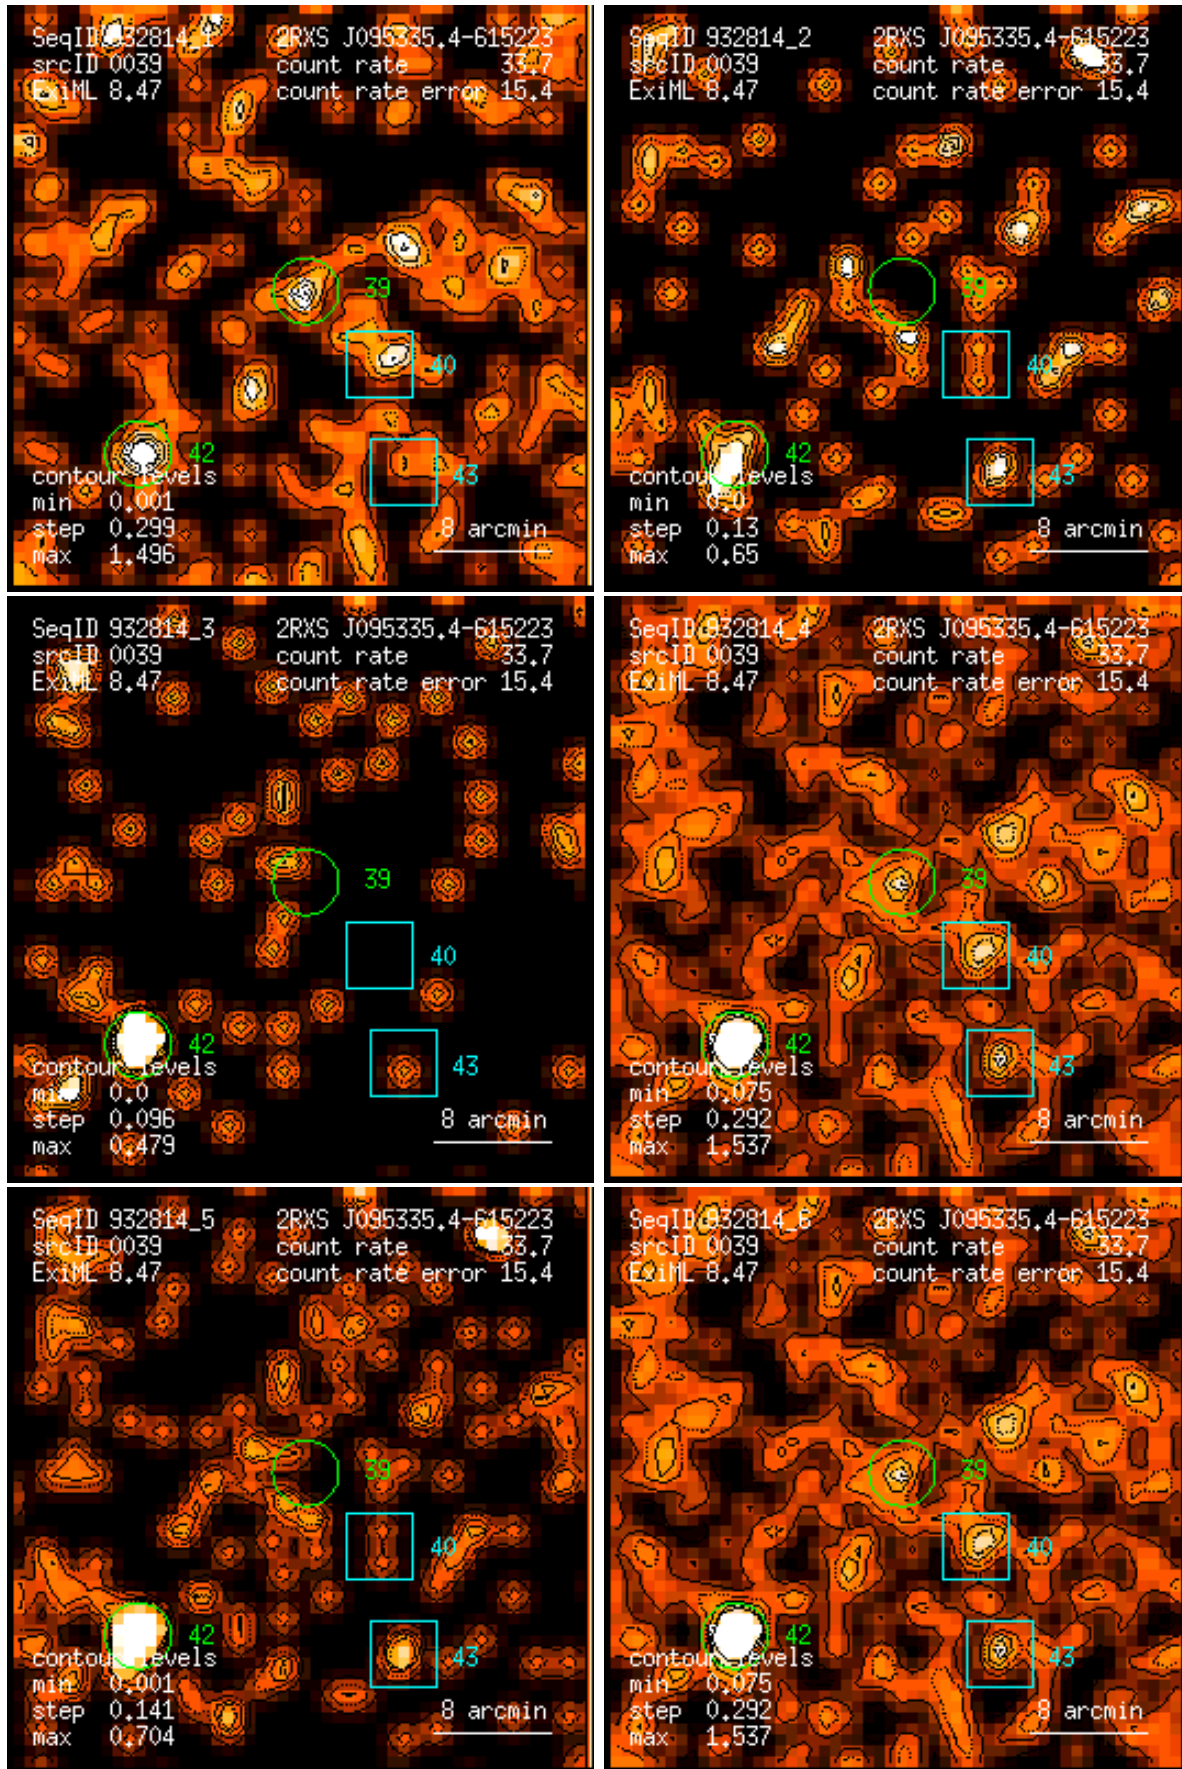 SeqID 932814_1 2RXS J095335.4-615223
srcID 0039 count rate 33.7
ExiML 8.47 count rate error 15.4
39
40
42
43
contour levels
min 0.001
step 0.299
max 1.496
8 arcmin
SeqID 932814_2 2RXS J095335.4-615223
srcID 0039 count rate 33.7
ExiML 8.47 count rate error 15.4
39
40
42
43
contour levels
min 0.0
step 0.13
max 0.65
8 arcmin
SeqID 932814_3 2RXS J095335.4-615223
srcID 0039 count rate 33.7
ExiML 8.47 count rate error 15.4
39
40
42
43
contour levels
min 0.0
step 0.096
max 0.479
8 arcmin
SeqID 932814_4 2RXS J095335.4-615223
srcID 0039 count rate 33.7
ExiML 8.47 count rate error 15.4
39
40
42
43
contour levels
min 0.075
step 0.292
max 1.537
8 arcmin
SeqID 932814_5 2RXS J095335.4-615223
srcID 0039 count rate 33.7
ExiML 8.47 count rate error 15.4
39
40
42
43
contour levels
min 0.001
step 0.141
max 0.704
8 arcmin
SeqID 932814_6 2RXS J095335.4-615223
srcID 0039 count rate 33.7
ExiML 8.47 count rate error 15.4
39
40
42
43
contour levels
min 0.075
step 0.292
max 1.537
8 arcmin